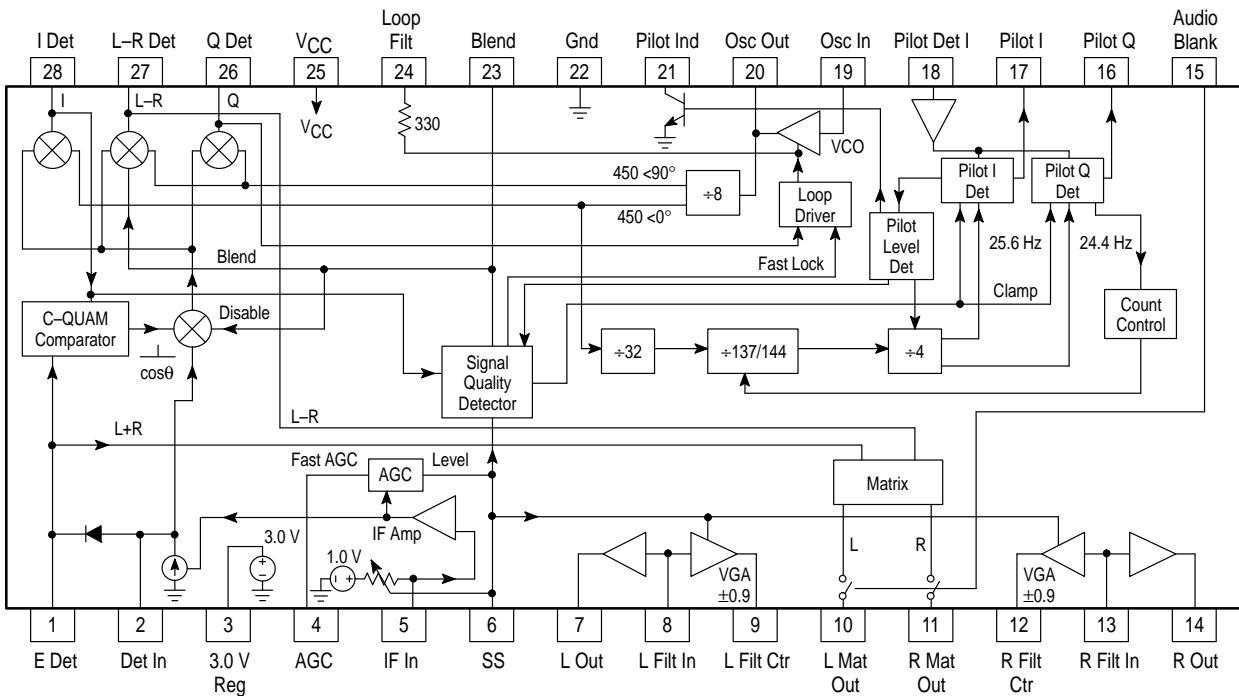 I Det
L–R Det
Q Det
VCC
Loop
Filt
Blend
Gnd
Pilot Ind
Osc Out
Osc In
Pilot Det I
Pilot I
Pilot Q
Audio
Blank
28
27
26
25
24
23
22
21
20
19
18
17
16
15
I
L–R
Q
VCC
330
VCO
450 <90°
450 <0°
÷8
Loop
Driver
Pilot I
Det
Pilot Q
Det
Pilot
Level
Det
25.6 Hz
24.4 Hz
Blend
Fast Lock
Clamp
Count
Control
C–QUAM
Comparator
Disable
cosθ
Signal
Quality
Detector
÷32
÷137/144
÷4
L–R
L+R
Fast AGC
AGC
Level
Matrix
IF Amp
3.0 V
1.0 V
L
R
VGA
±0.9
VGA
±0.9
1
2
3
4
5
6
7
8
9
10
11
12
13
14
E Det
Det In
3.0 V
Reg
AGC
IF In
SS
L Out
L Filt In
L Filt Ctr
L Mat
Out
R Mat
Out
R Filt
Ctr
R Filt In
R Out